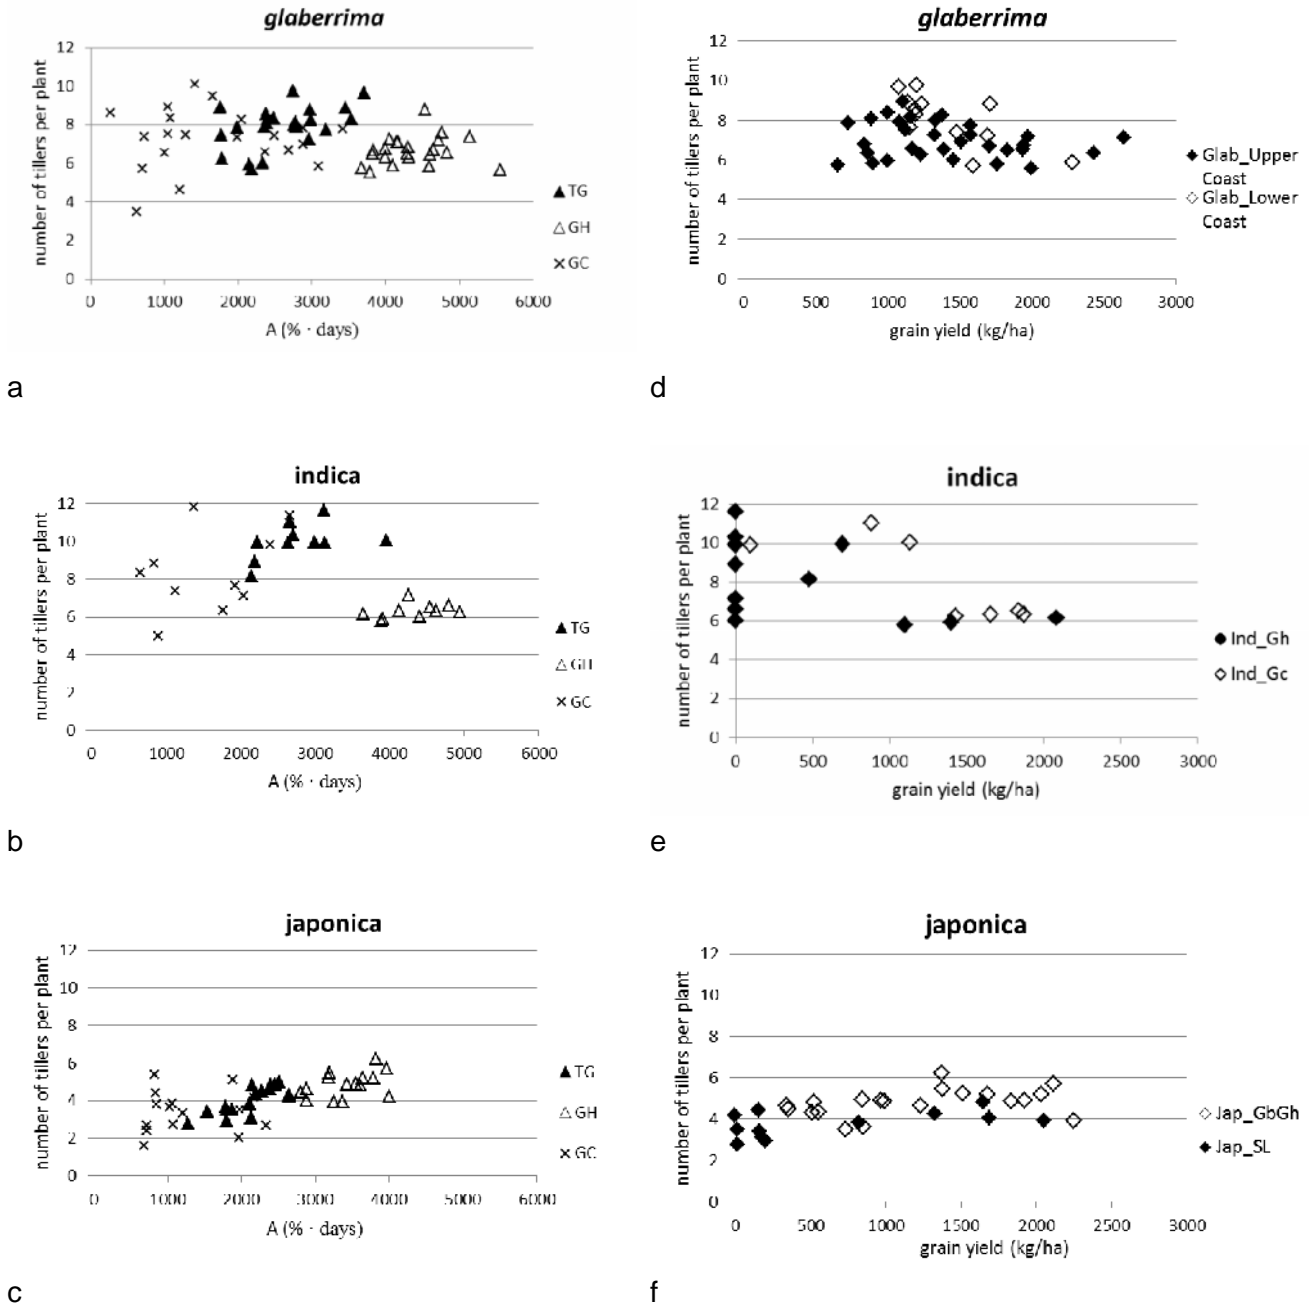 glaberrima
number of tillers per plant
12
10
8
6
4
2
0
0 1000 2000 3000 4000 5000 6000
A (% · days)
TG
GH
GC
a
glaberrima
number of tillers per plant
12
10
8
6
4
2
0
0 500 1000 1500 2000 2500 3000
grain yield (kg/ha)
Glab_Upper
Coast
Glab_Lower
Coast
d
indica
number of tillers per plant
12
10
8
6
4
2
0
0 1000 2000 3000 4000 5000 6000
A (% · days)
TG
GH
GC
b
indica
number of tillers per plant
12
10
8
6
4
2
0
0 500 1000 1500 2000 2500 3000
grain yield (kg/ha)
Ind_Gh
Ind_Gc
e
japonica
number of tillers per plant
12
10
8
6
4
2
0
0 1000 2000 3000 4000 5000 6000
A (% · days)
TG
GH
GC
c
japonica
number of tillers per plant
12
10
8
6
4
2
0
0 500 1000 1500 2000 2500 3000
grain yield (kg/ha)
Jap_GbGh
Jap_SL
f